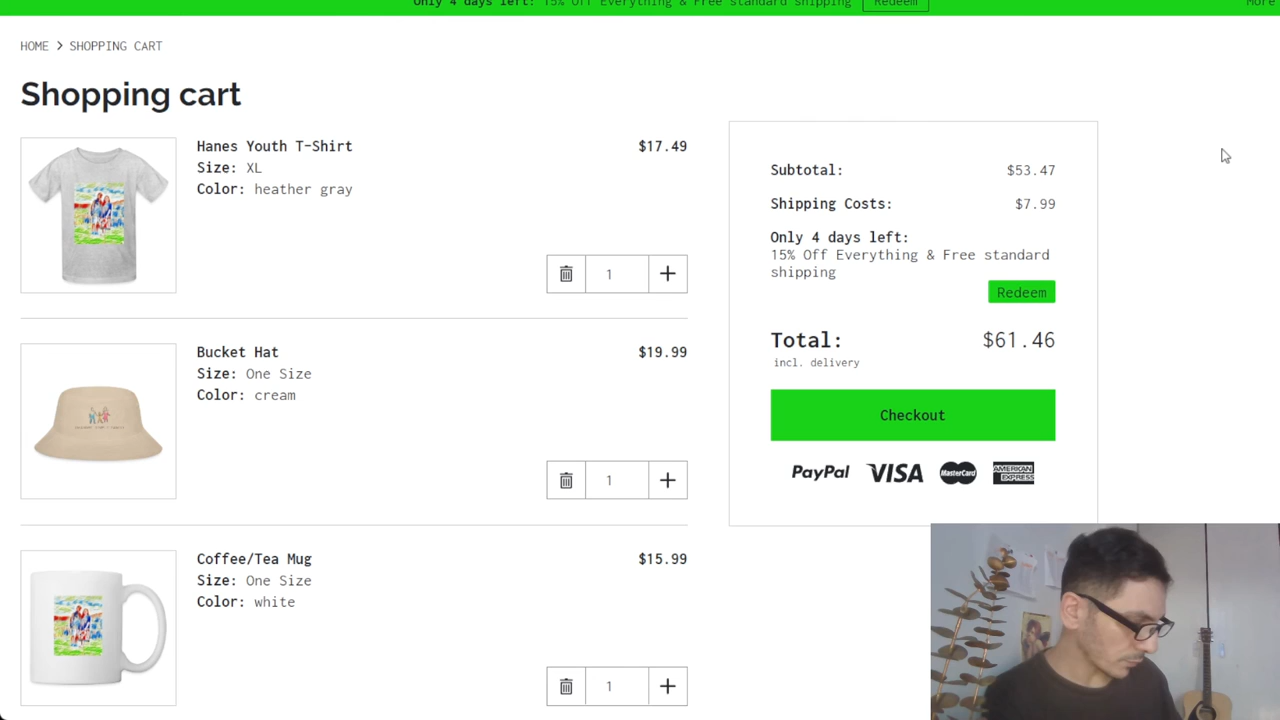 Only 4 days left: 15% Off Everything & Free standard shipping
Redeem
More
HOME > SHOPPING CART
Shopping cart
Hanes Youth T-Shirt
$17.49
Size: XL
Color: heather gray
1
Bucket Hat
$19.99
Size: One Size
Color: cream
1
Coffee/Tea Mug
$15.99
Size: One Size
Color: white
1
Subtotal: $53.47
Shipping Costs: $7.99
Only 4 days left:
15% Off Everything & Free standard
shipping
Redeem
Total: $61.46
incl. delivery
Checkout
PayPal VISA MasterCard AMERICAN
EXPRESS